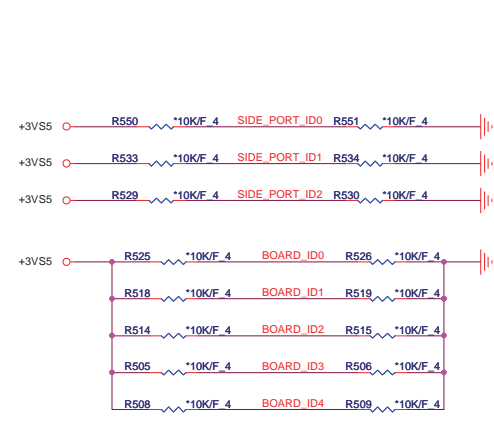 +3VS5 R550 *10K/F_4 SIDE_PORT_ID0 R551 *10K/F_4
+3VS5 R533 *10K/F_4 SIDE_PORT_ID1 R534 *10K/F_4
+3VS5 R529 *10K/F_4 SIDE_PORT_ID2 R530 *10K/F_4
+3VS5 R525 *10K/F_4 BOARD_ID0 R526 *10K/F_4
R518 *10K/F_4 BOARD_ID1 R519 *10K/F_4
R514 *10K/F_4 BOARD_ID2 R515 *10K/F_4
R505 *10K/F_4 BOARD_ID3 R506 *10K/F_4
R508 *10K/F_4 BOARD_ID4 R509 *10K/F_4